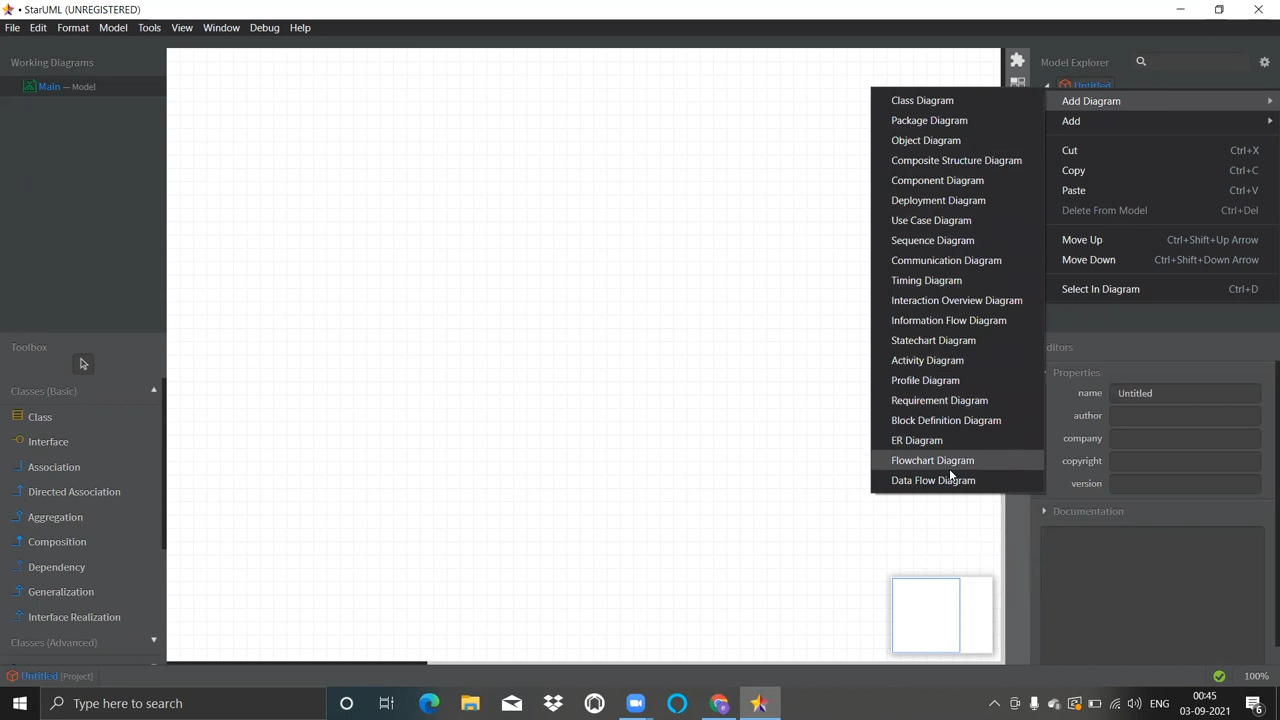 • StarUML (UNREGISTERED)
File Edit Format Model Tools View Window Debug Help
Working Diagrams
Main — Model
Toolbox
Classes (Basic)
Class
Interface
Association
Directed Association
Aggregation
Composition
Dependency
Generalization
Interface Realization
Classes (Advanced)
Class Diagram
Package Diagram
Object Diagram
Composite Structure Diagram
Component Diagram
Deployment Diagram
Use Case Diagram
Sequence Diagram
Communication Diagram
Timing Diagram
Interaction Overview Diagram
Information Flow Diagram
Statechart Diagram
Activity Diagram
Profile Diagram
Requirement Diagram
Block Definition Diagram
ER Diagram
Flowchart Diagram
Data Flow Diagram
Model Explorer
Untitled
Add Diagram
Add
Cut Ctrl+X
Copy Ctrl+C
Paste Ctrl+V
Delete From Model Ctrl+Del
Move Up Ctrl+Shift+Up Arrow
Move Down Ctrl+Shift+Down Arrow
Select In Diagram Ctrl+D
ditors
Properties
name Untitled
author
company
copyright
version
Documentation
Untitled [Project]
100%
Type here to search
ENG
00:45
03-09-2021
6